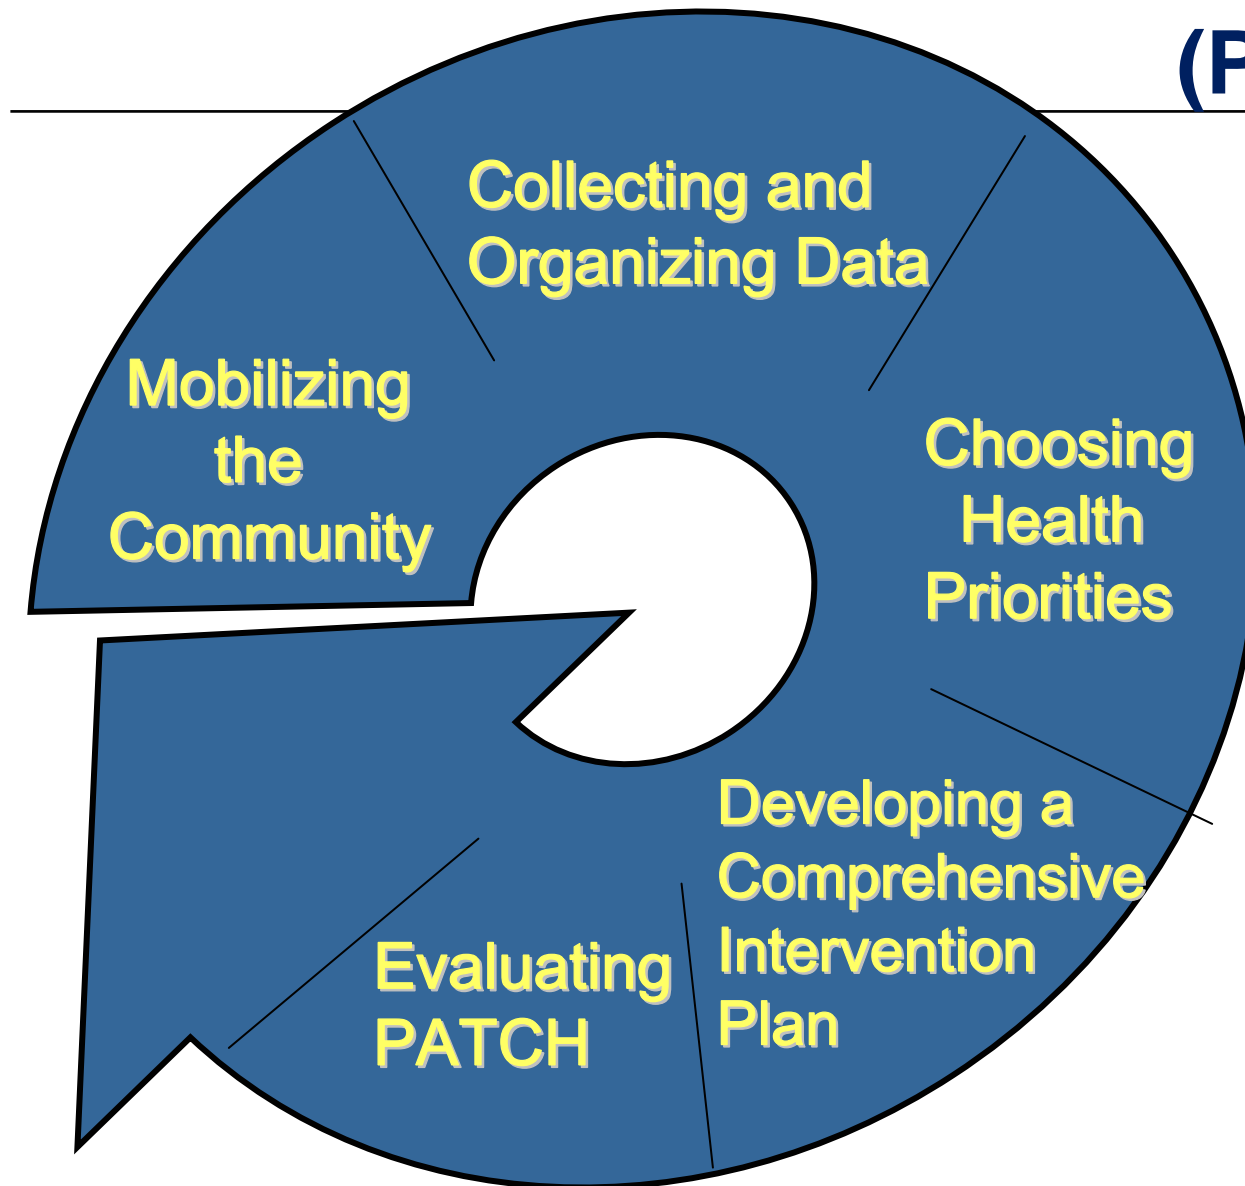 (P
Collecting and
Organizing Data
Mobilizing
the
Community
Choosing
Health
Priorities
Developing a
Comprehensive
Intervention
Plan
Evaluating
PATCH